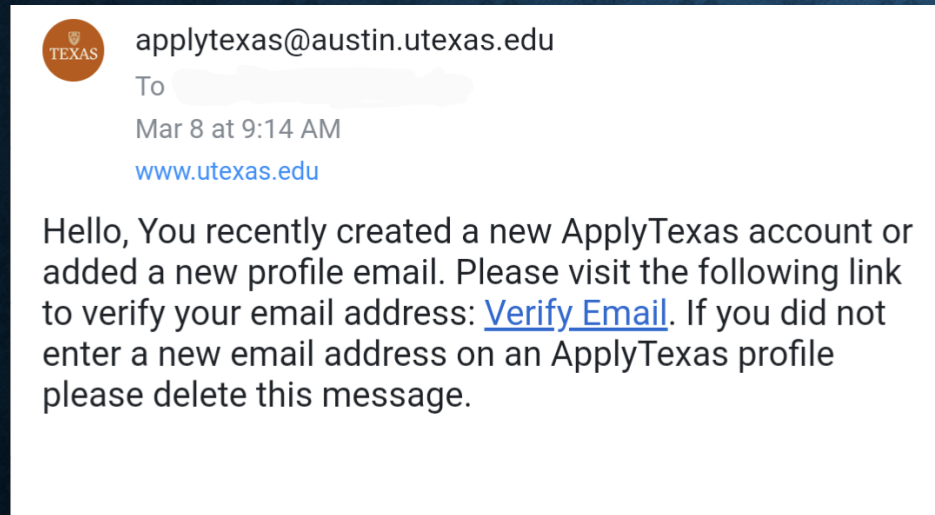 TEXAS
applytexas@austin.utexas.edu
To
Mar 8 at 9:14 AM
www.utexas.edu
Hello, You recently created a new ApplyTexas account or
added a new profile email. Please visit the following link
to verify your email address: Verify Email. If you did not
enter a new email address on an ApplyTexas profile
please delete this message.